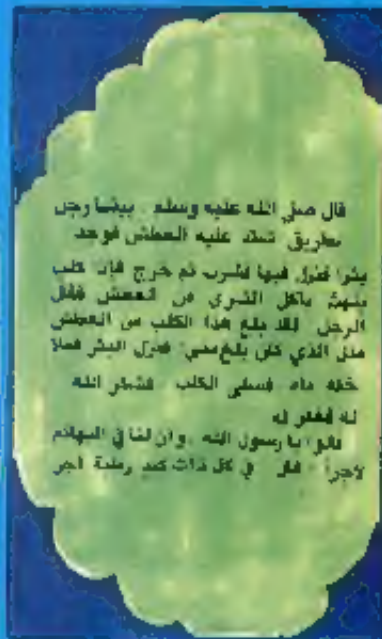 قال صلى الله عليه وسلم بينما رجل
بطريق اشتد عليه العطش فوجد
بئرا فنزل فيها فشرب ثم خرج فإذا كلب
يلهث يأكل الثرى من العطش فقال
الرجل لقد بلغ هذا الكلب من العطش
مثل الذي كان بلغ مني فنزل البئر فملأ
خفه ماء فسقى الكلب فشكر الله
له فغفر له
قالوا يا رسول الله وإن لنا في البهائم
لأجرا قال في كل ذات كبد رطبة أجر